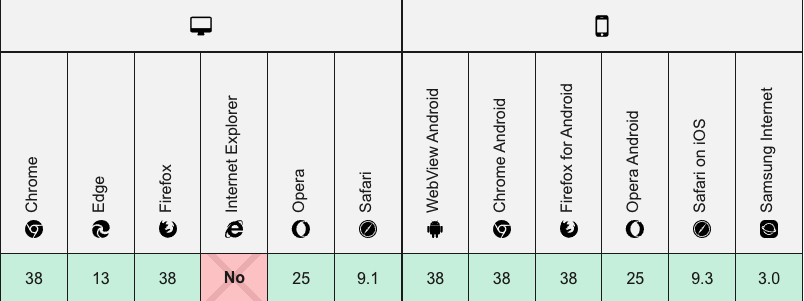 Chrome
Edge
Firefox
Internet Explorer
Opera
Safari
WebView Android
Chrome Android
Firefox for Android
Opera Android
Safari on iOS
Samsung Internet
38 13 38 No 25 9.1 38 38 38 25 9.3 3.0